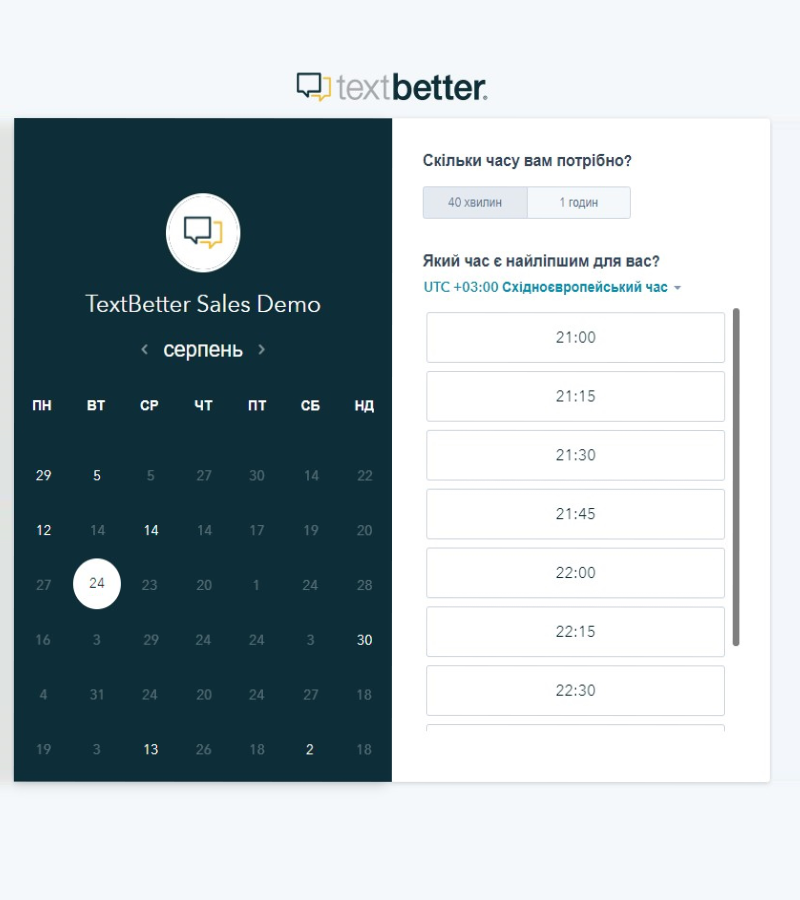 textbetter.
TextBetter Sales Demo
серпень
ПН ВТ СР ЧТ ПТ СБ НД
29 5 5 27 30 14 22
12 14 14 14 17 19 20
27 24 23 20 1 24 28
16 3 29 24 24 3 30
4 31 24 20 24 27 18
19 3 13 26 18 2 18
Скільки часу вам потрібно?
40 хвилин 1 годин
Який час є найліпшим для вас?
UTC +03:00 Східноєвропейський час
21:00
21:15
21:30
21:45
22:00
22:15
22:30